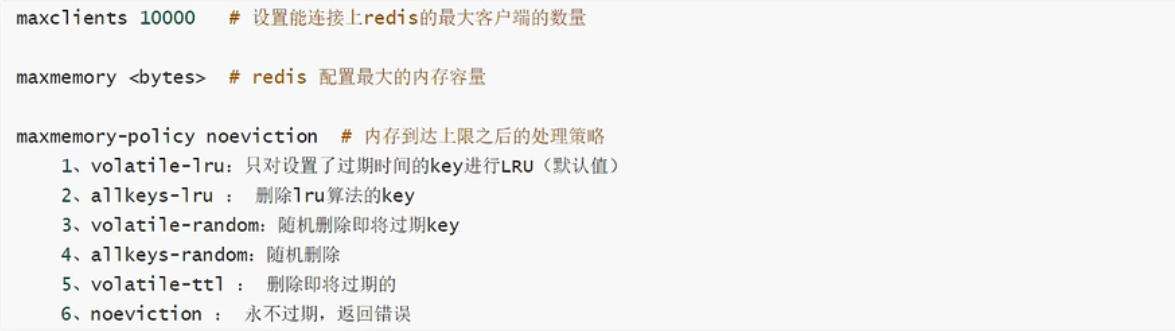 maxclients 10000   # 设置能连接上redis的最大客户端的数量
maxmemory <bytes>  # redis 配置最大的内存容量
maxmemory-policy noeviction  # 内存到达上限之后的处理策略
1、volatile-lru：只对设置了过期时间的key进行LRU（默认值）
2、allkeys-lru ： 删除lru算法的key
3、volatile-random：随机删除即将过期key
4、allkeys-random：随机删除
5、volatile-ttl ： 删除即将过期的
6、noeviction ： 永不过期，返回错误